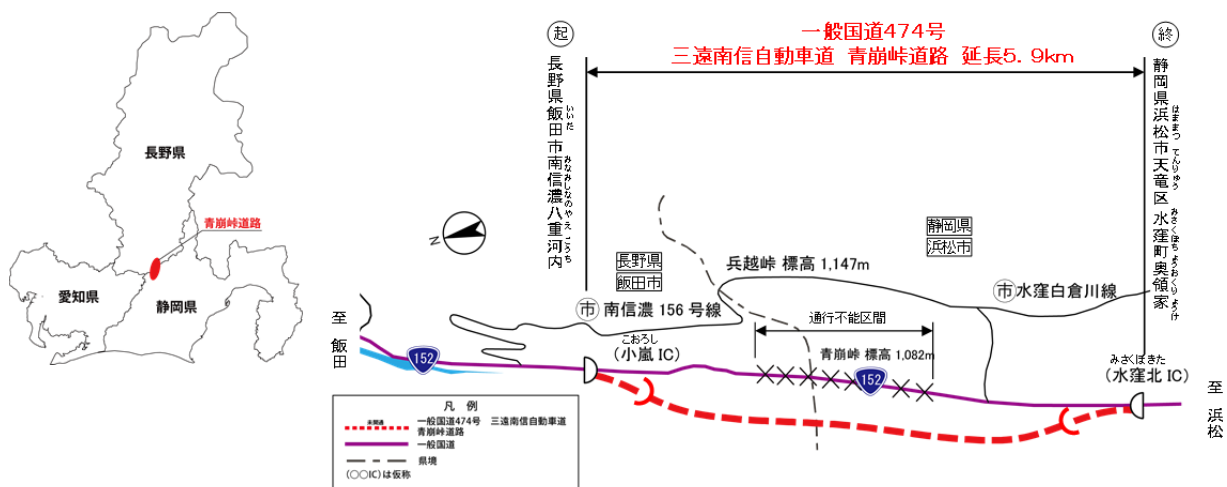 長野県
青崩峠道路
愛知県
静岡県
一般国道474号
三遠南信自動車道 青崩峠道路 延長5.9km
起
長野県飯田市南信濃八重河内
いいだ
みなみしなのやえごうち
終
静岡県浜松市天竜区水窪町奥領家
はままつ てんりゅう
みさくぼちょうおくりょうけ
N
静岡県
浜松市
長野県
飯田市
兵越峠 標高 1,147m
市 南信濃 156 号線
市 水窪白倉川線
通行不能区間
至飯田
152
こおろし
(小嵐 IC)
青崩峠 標高 1,082m
152
みさくぼきた
(水窪北 IC)
至浜松
凡 例
未開通
一般国道474号 三遠南信自動車道
青崩峠道路
一般国道
県境
(○○IC)は仮称